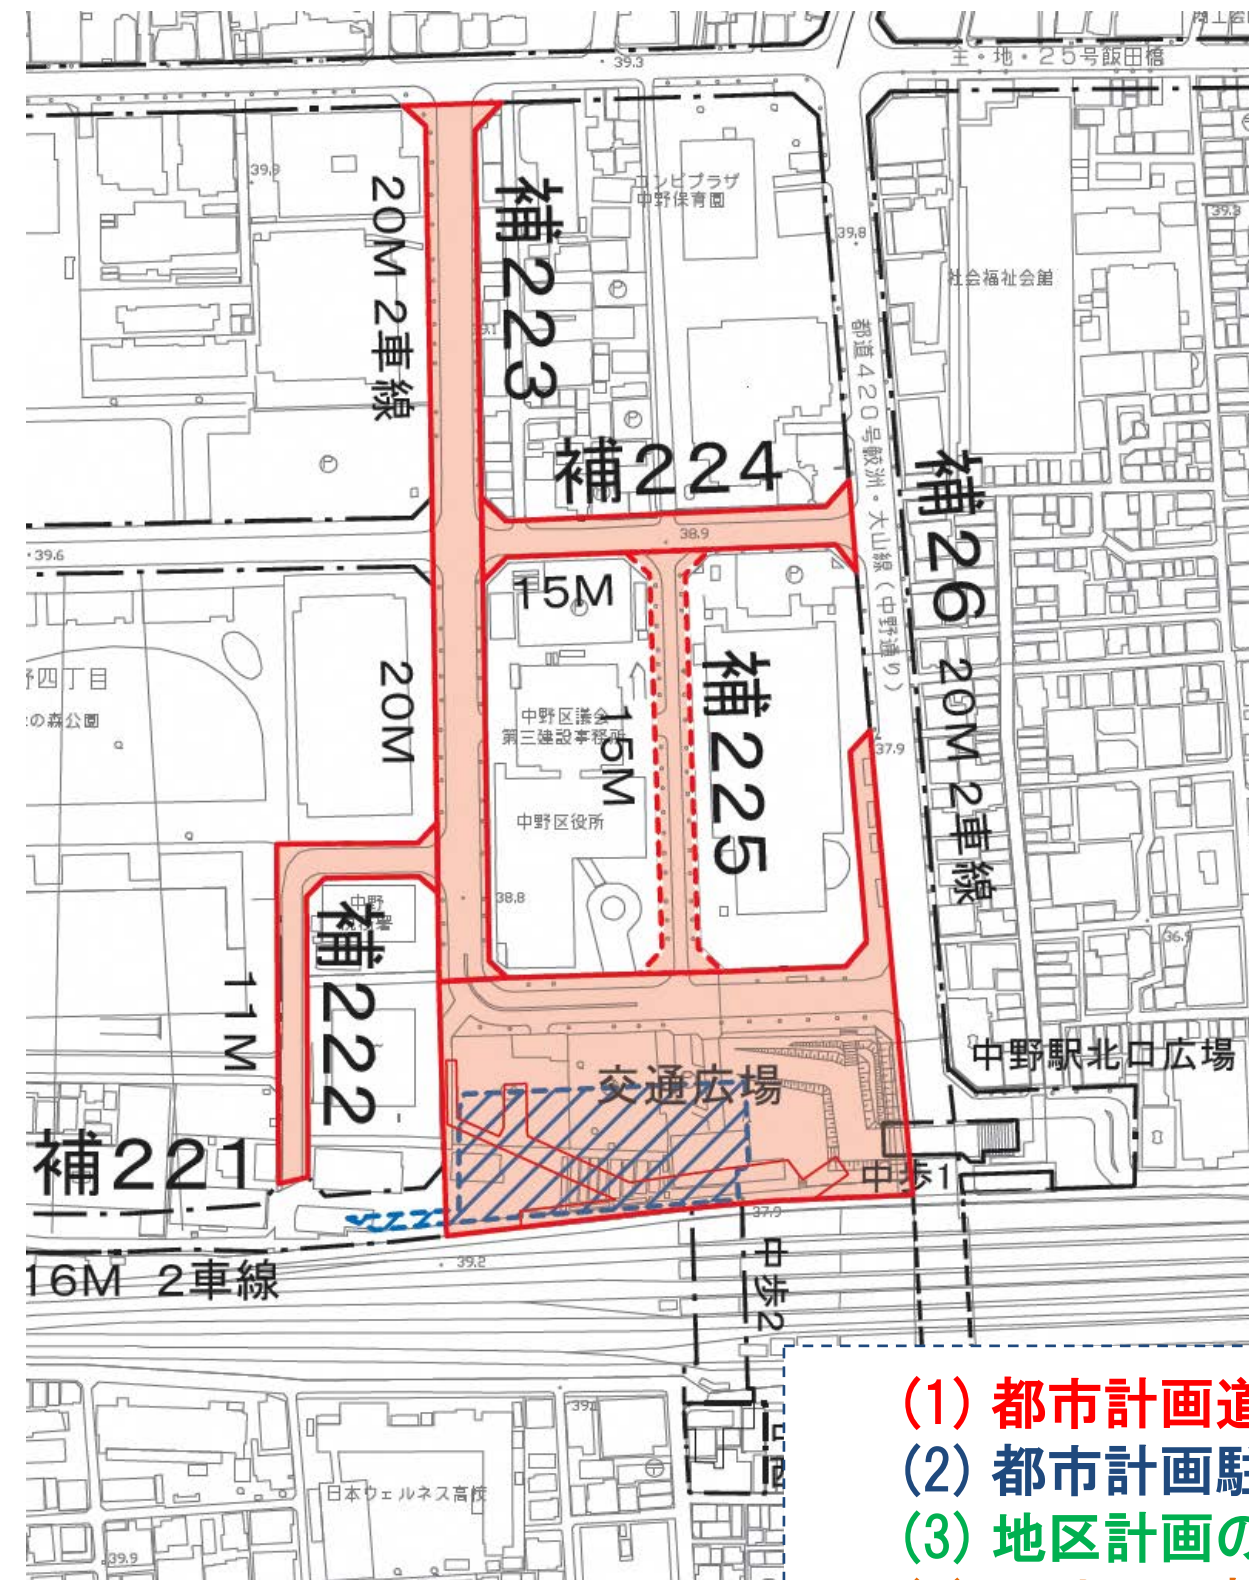 39.3
主・地・25号飯田橋
39.9
コンビプラザ
中野保育園
39.8
39.3
社会福祉会館
20M 2車線
補223
都道420号鮫洲・大山線(中野通り)
補224
38.9
補26
20M 2車線
39.6
15M
20M
四丁目
の森公園
中野区議会
第三建設事務所
15M
補225
37.9
中野区役所
38.8
中野
補222
11M
36.9
中野駅北口広場
交通広場
補221
中歩1
37.9
39.2
16M 2車線
中歩2
日本ウェルネス高校
39.9
(1) 都市計画道
(2) 都市計画駐
(3) 地区計画の